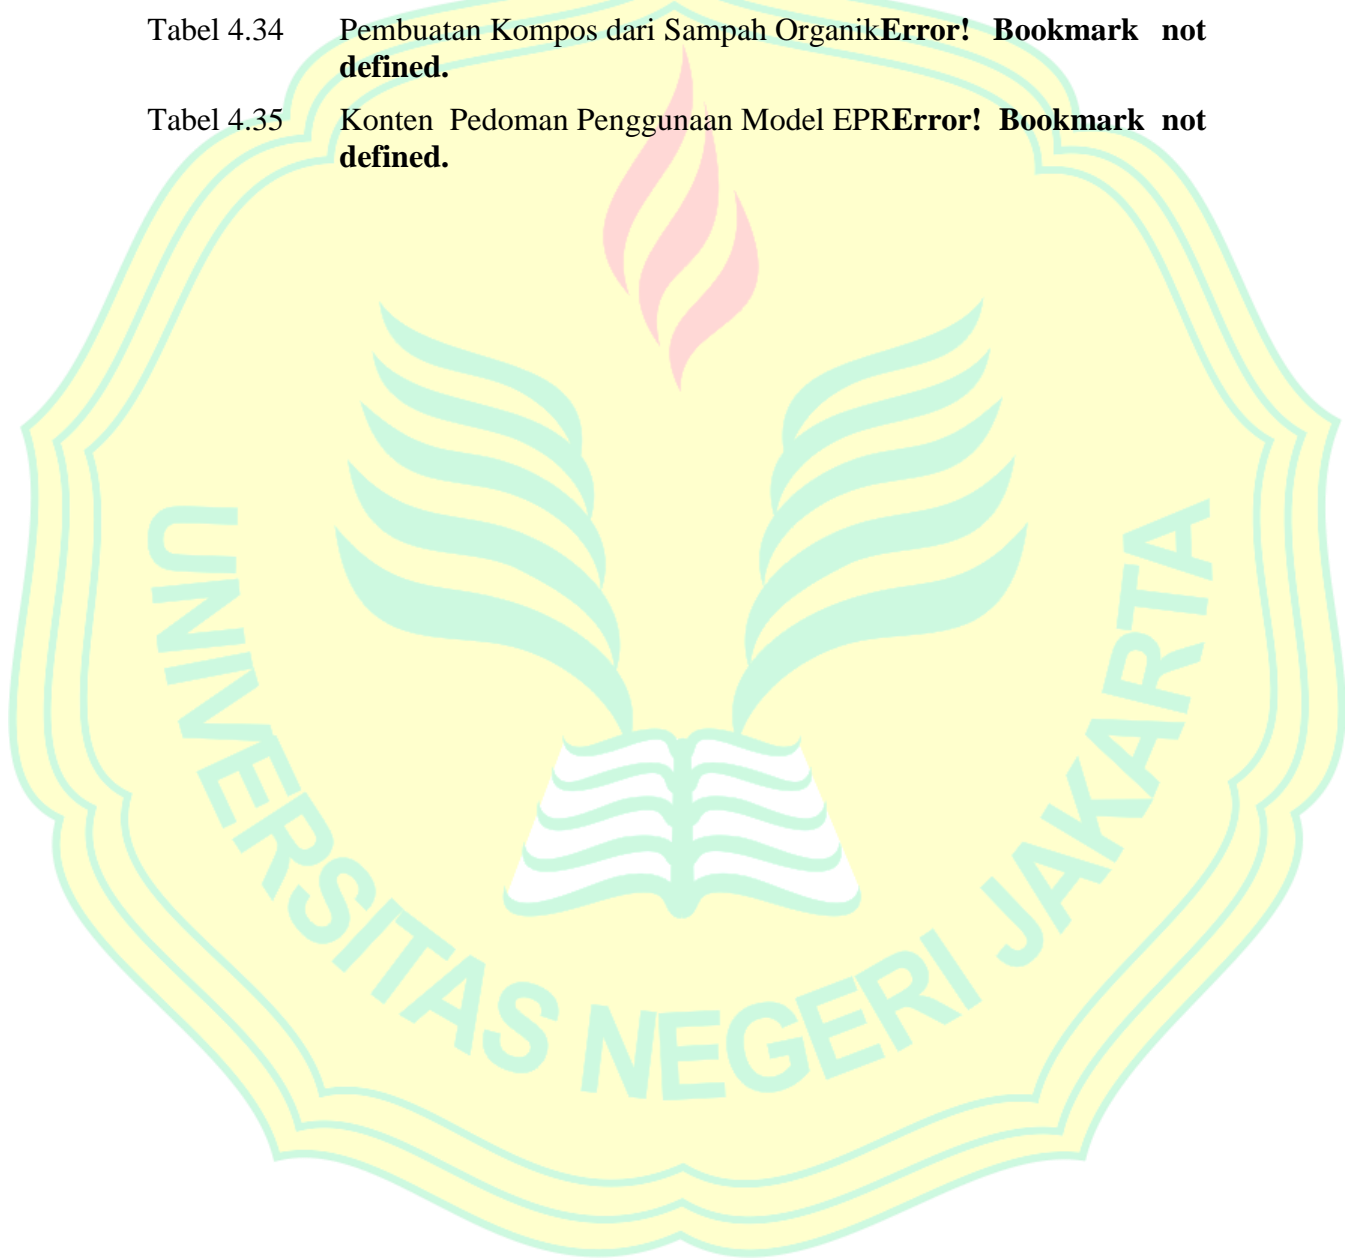 Tabel 4.34 Pembuatan Kompos dari Sampah OrganikError! Bookmark not
defined.
Tabel 4.35 Konten Pedoman Penggunaan Model EPRError! Bookmark not
defined.
UNIVERSITAS NEGERI JAKARTA